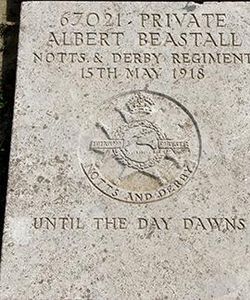 67021 PRIVATE
ALBERT BEASTALL
NOTTS. & DERBY REGIMENT
15TH MAY 1918
NOTTS AND DERBY
UNTIL THE DAY DAWNS